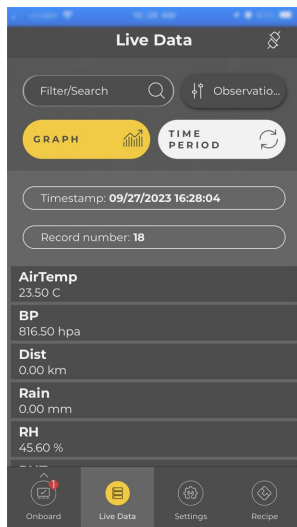 Live Data
Filter/Search
Observatio...
GRAPH
TIME
PERIOD
Timestamp: 09/27/2023 16:28:04
Record number: 18
AirTemp
23.50 C
BP
816.50 hpa
Dist
0.00 km
Rain
0.00 mm
RH
45.60 %
1
Onboard
Live Data
Settings
Recipe